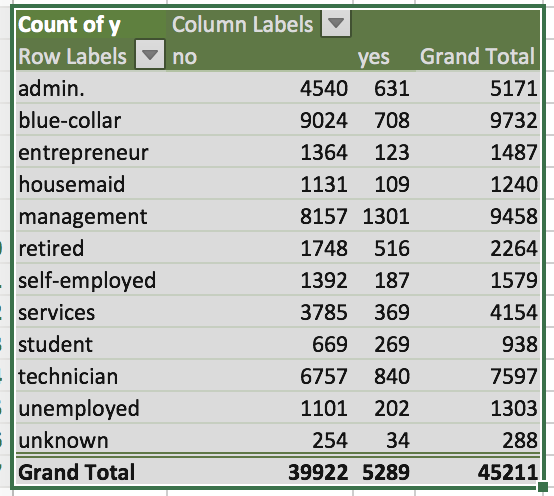 Count of y Column Labels
Row Labels no yes Grand Total
admin. 4540 631 5171
blue-collar 9024 708 9732
entrepreneur 1364 123 1487
housemaid 1131 109 1240
management 8157 1301 9458
retired 1748 516 2264
self-employed 1392 187 1579
services 3785 369 4154
student 669 269 938
technician 6757 840 7597
unemployed 1101 202 1303
unknown 254 34 288
Grand Total 39922 5289 45211